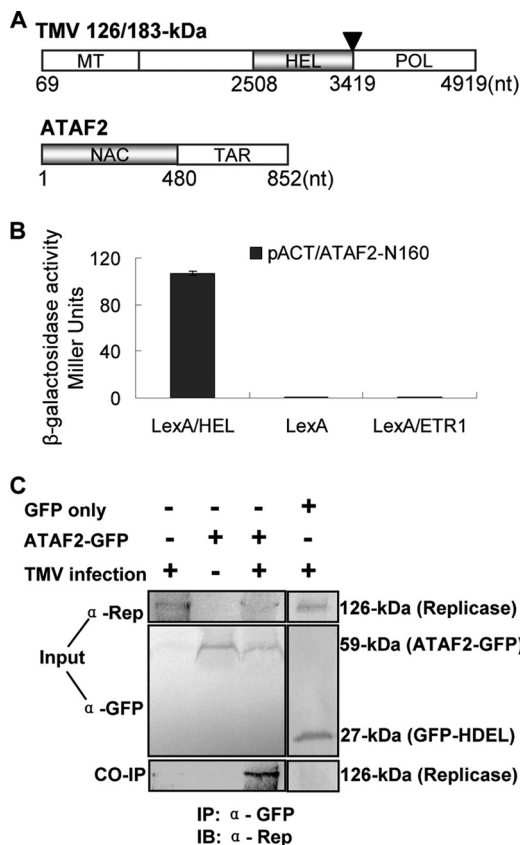 A
TMV 126/183-kDa
MT HEL POL
69 2508 3419 4919(nt)
ATAF2
NAC TAR
1 480 852(nt)
B
β-galactosidase activity
Miller Units
pACT/ATAF2-N160
120
80
40
0
LexA/HEL LexA LexA/ETR1
C
GFP only - - - +
ATAF2-GFP - + + -
TMV infection + - + +
α-Rep 126-kDa (Replicase)
Input 59-kDa (ATAF2-GFP)
α-GFP
27-kDa (GFP-HDEL)
CO-IP 126-kDa (Replicase)
IP: α - GFP
IB: α - Rep